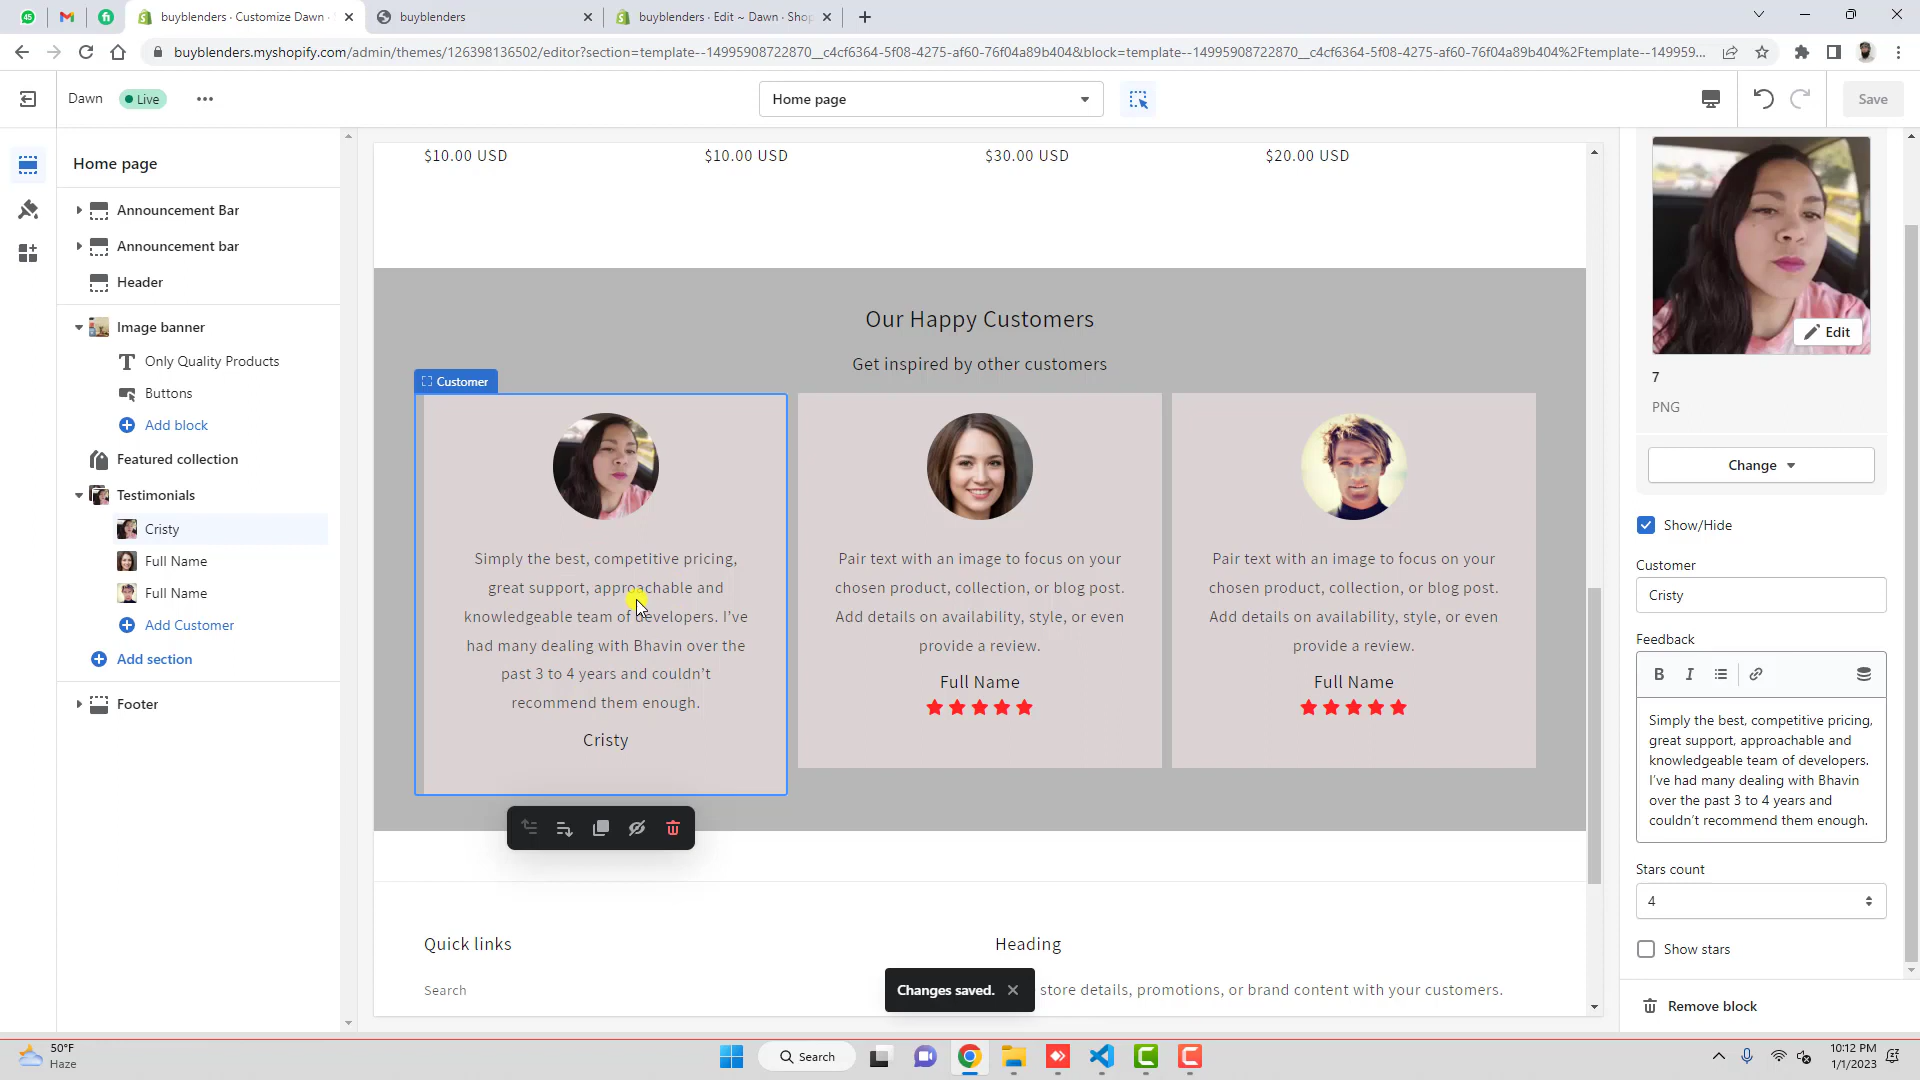 45
buyblenders · Customize Dawn ·
buyblenders
buyblenders · Edit ~ Dawn · Shop
buyblenders.myshopify.com/admin/themes/126398136502/editor?section=template--14995908722870__c4cf6364-5f08-4275-af60-76f04a89b404&block=template--14995908722870__c4cf6364-5f08-4275-af60-76f04a89b404%2Ftemplate--149959...
Dawn
Live
Home page
Save
Home page
Announcement Bar
Announcement bar
Header
Image banner
Only Quality Products
Buttons
Add block
Featured collection
Testimonials
Cristy
Full Name
Full Name
Add Customer
Add section
Footer
$10.00 USD
$10.00 USD
$30.00 USD
$20.00 USD
Our Happy Customers
Get inspired by other customers
Customer
Simply the best, competitive pricing,
great support, approachable and
knowledgeable team of developers. I've
had many dealing with Bhavin over the
past 3 to 4 years and couldn't
recommend them enough.
Cristy
Pair text with an image to focus on your
chosen product, collection, or blog post.
Add details on availability, style, or even
provide a review.
Full Name
Pair text with an image to focus on your
chosen product, collection, or blog post.
Add details on availability, style, or even
provide a review.
Full Name
Quick links
Search
Heading
store details, promotions, or brand content with your customers.
Changes saved.
Edit
7
PNG
Change
Show/Hide
Customer
Cristy
Feedback
B I
Simply the best, competitive pricing,
great support, approachable and
knowledgeable team of developers.
I've had many dealing with Bhavin
over the past 3 to 4 years and
couldn't recommend them enough.
Stars count
4
Show stars
Remove block
50°F
Haze
Search
10:12 PM
1/1/2023